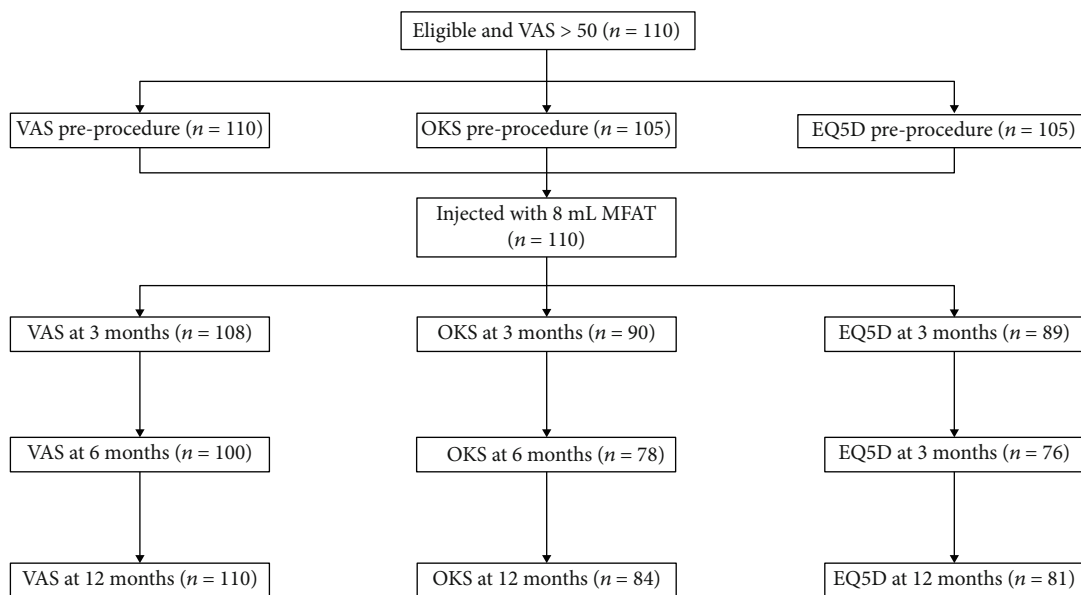 Eligible and VAS > 50 (n = 110)
VAS pre-procedure (n = 110)
OKS pre-procedure (n = 105)
EQ5D pre-procedure (n = 105)
Injected with 8 mL MFAT
(n = 110)
VAS at 3 months (n = 108)
OKS at 3 months (n = 90)
EQ5D at 3 months (n = 89)
VAS at 6 months (n = 100)
OKS at 6 months (n = 78)
EQ5D at 3 months (n = 76)
VAS at 12 months (n = 110)
OKS at 12 months (n = 84)
EQ5D at 12 months (n = 81)